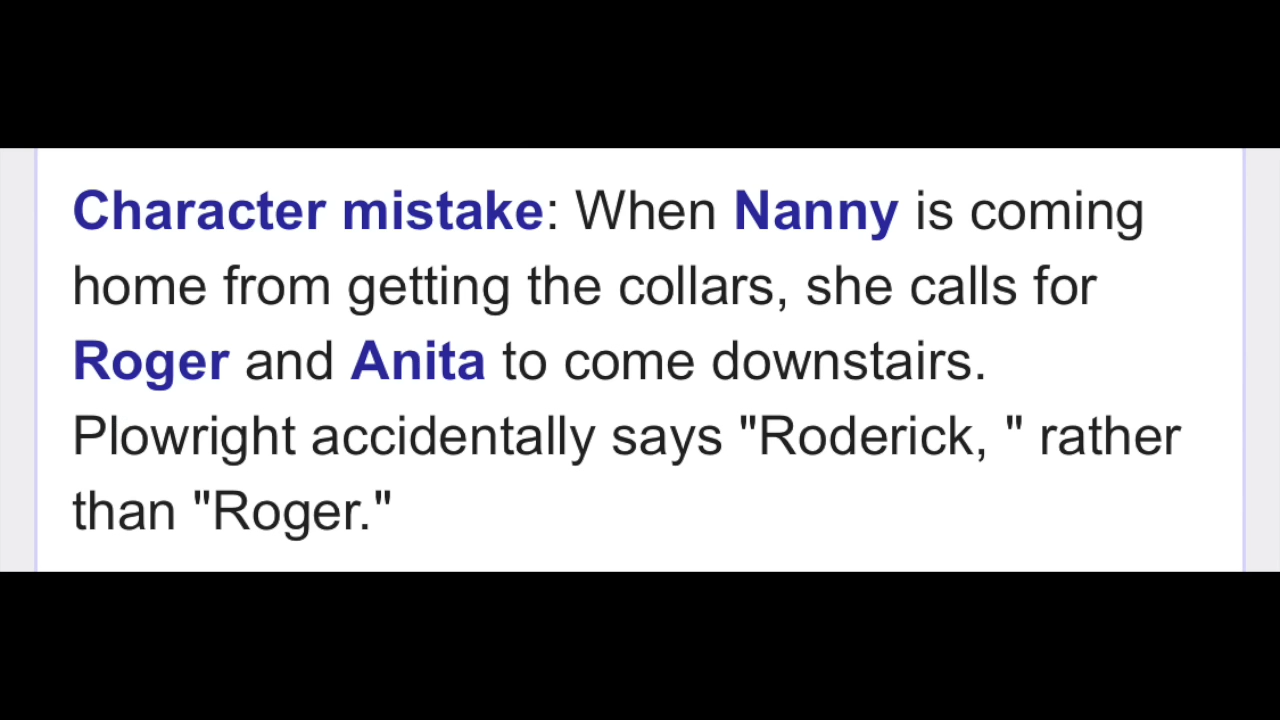 Character mistake: When Nanny is coming
home from getting the collars, she calls for
Roger and Anita to come downstairs.
Plowright accidentally says "Roderick, " rather
than "Roger."